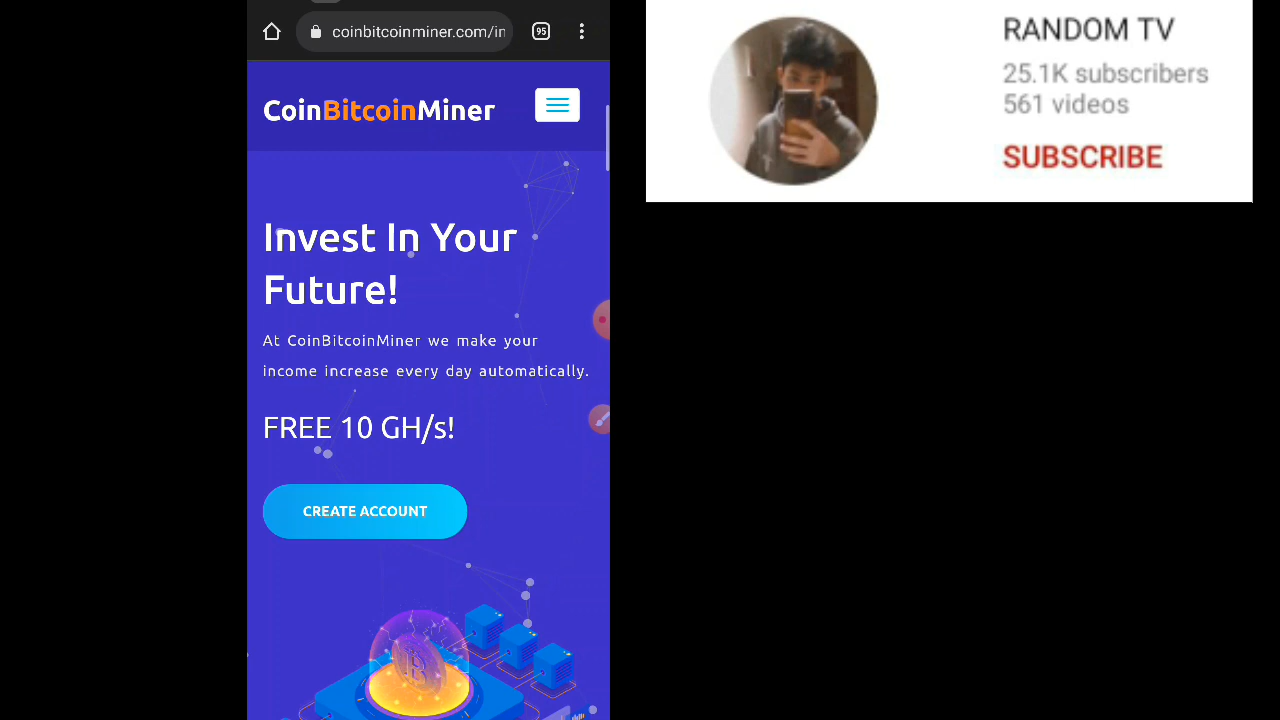 coinbitcoinminer.com/in
95
CoinBitcoinMiner
Invest In Your
Future!
At CoinBitcoinMiner we make your
income increase every day automatically.
FREE 10 GH/s!
CREATE ACCOUNT
RANDOM TV
25.1K subscribers
561 videos
SUBSCRIBE